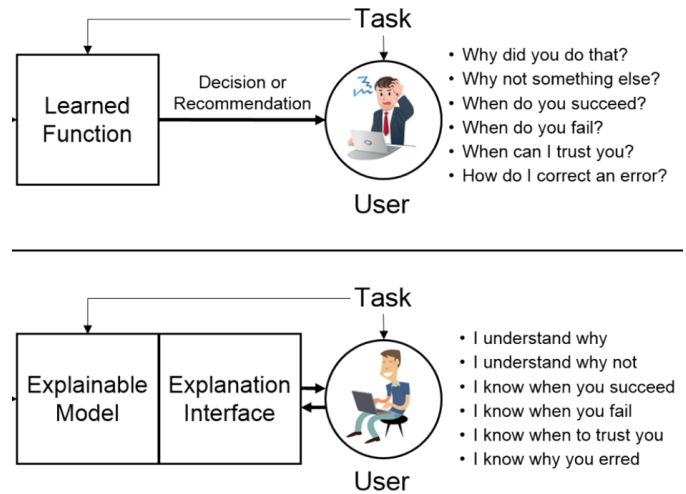 Task
Learned
Function
Decision or
Recommendation
User
• Why did you do that?
• Why not something else?
• When do you succeed?
• When do you fail?
• When can I trust you?
• How do I correct an error?
Task
Explainable
Model
Explanation
Interface
User
• I understand why
• I understand why not
• I know when you succeed
• I know when you fail
• I know when to trust you
• I know why you erred